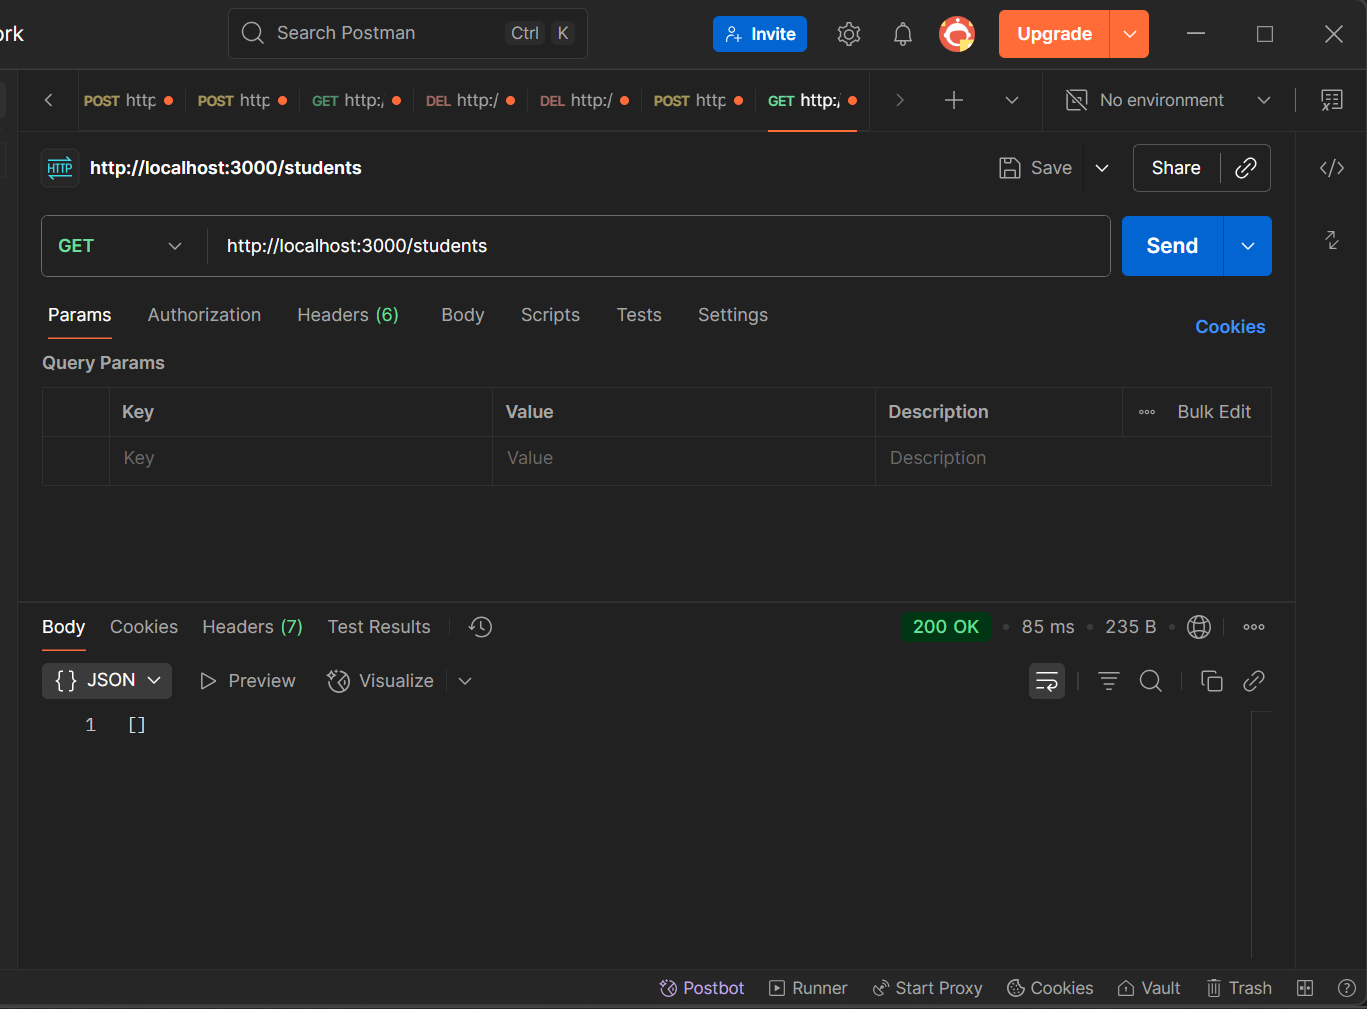 ork
Search Postman Ctrl K
Invite
Upgrade
POST http
POST http
GET http:/
DEL http:/
DEL http:/
POST http
GET http:/
No environment
HTTP http://localhost:3000/students
Save
Share
GET http://localhost:3000/students
Send
Params Authorization Headers (6) Body Scripts Tests Settings
Cookies
Query Params
Key Value Description Bulk Edit
Key Value Description
Body Cookies Headers (7) Test Results
200 OK • 85 ms • 235 B
{} JSON Preview Visualize
1 []
Postbot Runner Start Proxy Cookies Vault Trash